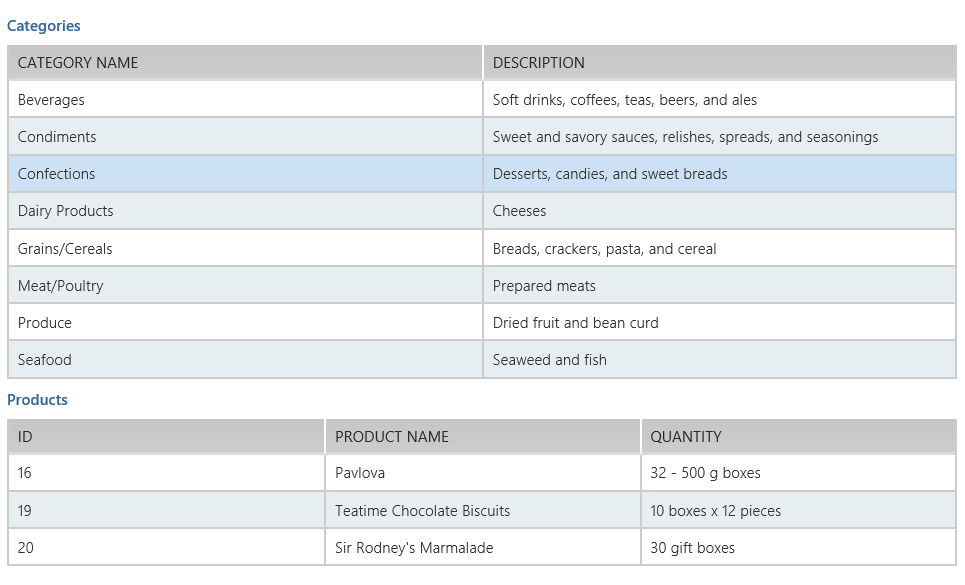 Categories
CATEGORY NAME DESCRIPTION
Beverages Soft drinks, coffees, teas, beers, and ales
Condiments Sweet and savory sauces, relishes, spreads, and seasonings
Confections Desserts, candies, and sweet breads
Dairy Products Cheeses
Grains/Cereals Breads, crackers, pasta, and cereal
Meat/Poultry Prepared meats
Produce Dried fruit and bean curd
Seafood Seaweed and fish
Products
ID PRODUCT NAME QUANTITY
16 Pavlova 32 - 500 g boxes
19 Teatime Chocolate Biscuits 10 boxes x 12 pieces
20 Sir Rodney's Marmalade 30 gift boxes